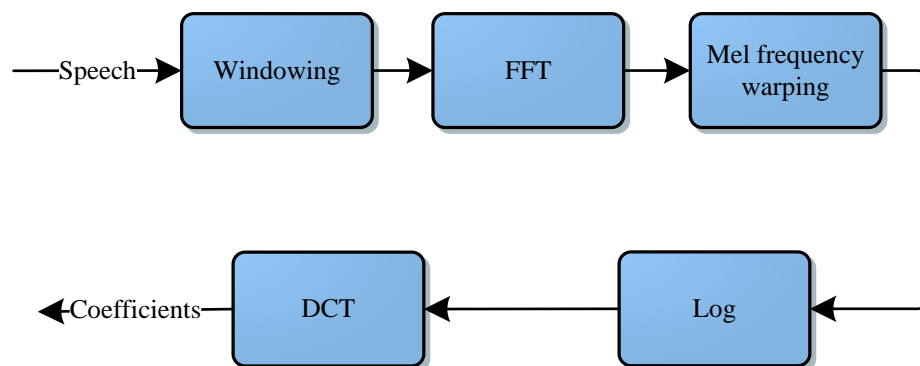 Speech
Windowing
FFT
Mel frequency
warping
Coefficients
DCT
Log